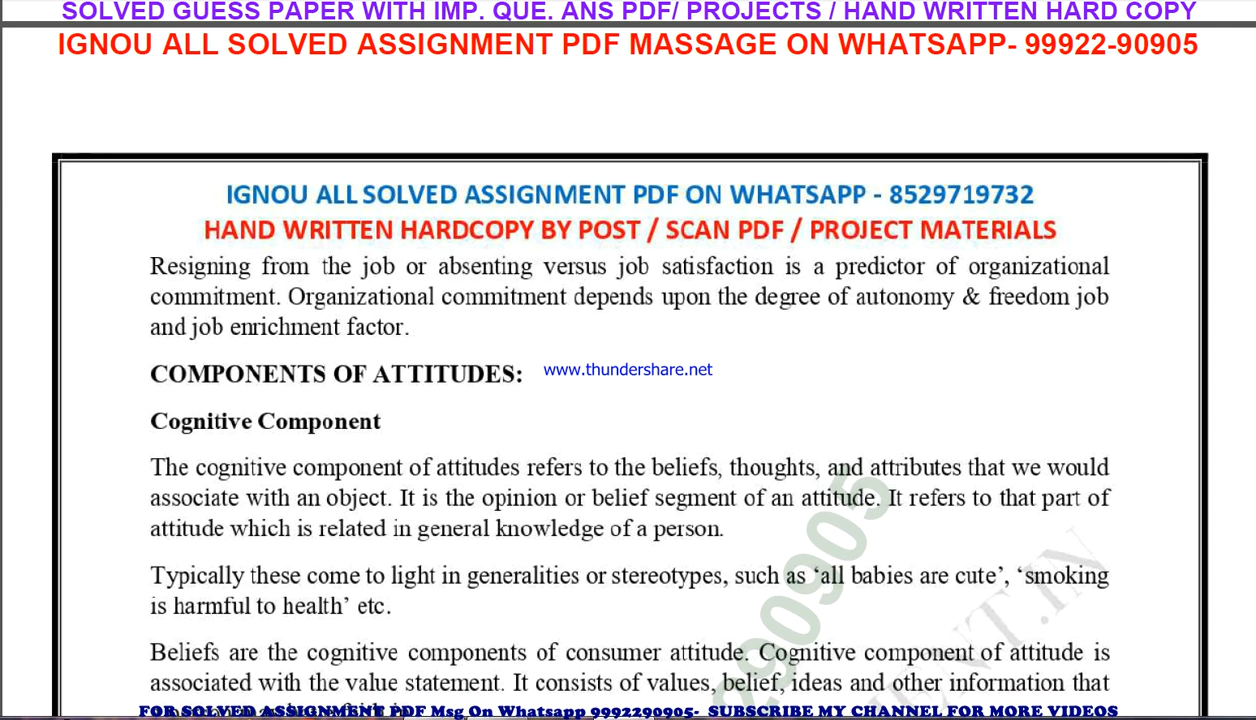 SOLVED GUESS PAPER WITH IMP. QUE. ANS PDF/ PROJECTS / HAND WRITTEN HARD COPY
IGNOU ALL SOLVED ASSIGNMENT PDF MASSAGE ON WHATSAPP- 99922-90905
IGNOU ALL SOLVED ASSIGNMENT PDF ON WHATSAPP - 8529719732
HAND WRITTEN HARDCOPY BY POST / SCAN PDF / PROJECT MATERIALS
Resigning from the job or absenting versus job satisfaction is a predictor of organizational
commitment. Organizational commitment depends upon the degree of autonomy & freedom job
and job enrichment factor.
COMPONENTS OF ATTITUDES: www.thundershare.net
Cognitive Component
The cognitive component of attitudes refers to the beliefs, thoughts, and attributes that we would
associate with an object. It is the opinion or belief segment of an attitude. It refers to that part of
attitude which is related in general knowledge of a person.
Typically these come to light in generalities or stereotypes, such as ‘all babies are cute’, ‘smoking
is harmful to health’ etc.
Beliefs are the cognitive components of consumer attitude. Cognitive component of attitude is
associated with the value statement. It consists of values, belief, ideas and other information that
FOR SOLVED ASSIGNMENT PDF Msg On Whatsapp 9992290905- SUBSCRIBE MY CHANNEL FOR MORE VIDEOS
290905
ENT.IN